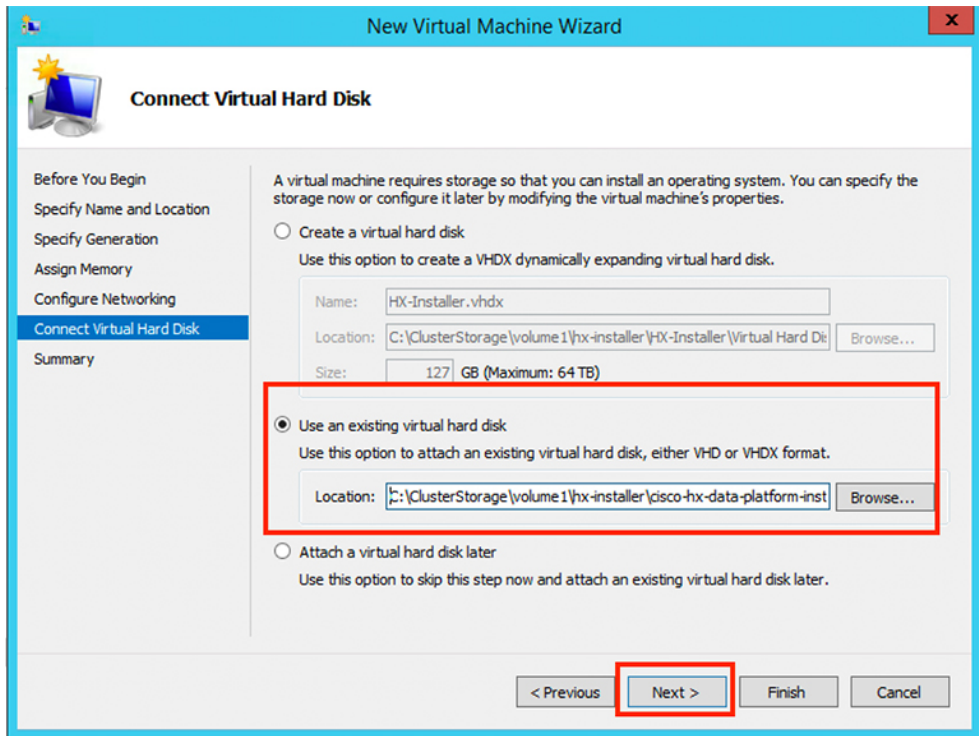 New Virtual Machine Wizard
x
Connect Virtual Hard Disk
Before You Begin
Specify Name and Location
Specify Generation
Assign Memory
Configure Networking
Connect Virtual Hard Disk
Summary
A virtual machine requires storage so that you can install an operating system. You can specify the
storage now or configure it later by modifying the virtual machine's properties.
Create a virtual hard disk
Use this option to create a VHDX dynamically expanding virtual hard disk.
Name: HX-Installer.vhdx
Location: C:\ClusterStorage\volume1\hx-installer\HX-Installer\Virtual Hard Di Browse...
Size: 127 GB (Maximum: 64 TB)
Use an existing virtual hard disk
Use this option to attach an existing virtual hard disk, either VHD or VHDX format.
Location: C:\ClusterStorage\volume1\hx-installer\cisco-hx-data-platform-inst Browse...
Attach a virtual hard disk later
Use this option to skip this step now and attach an existing virtual hard disk later.
< Previous Next > Finish Cancel